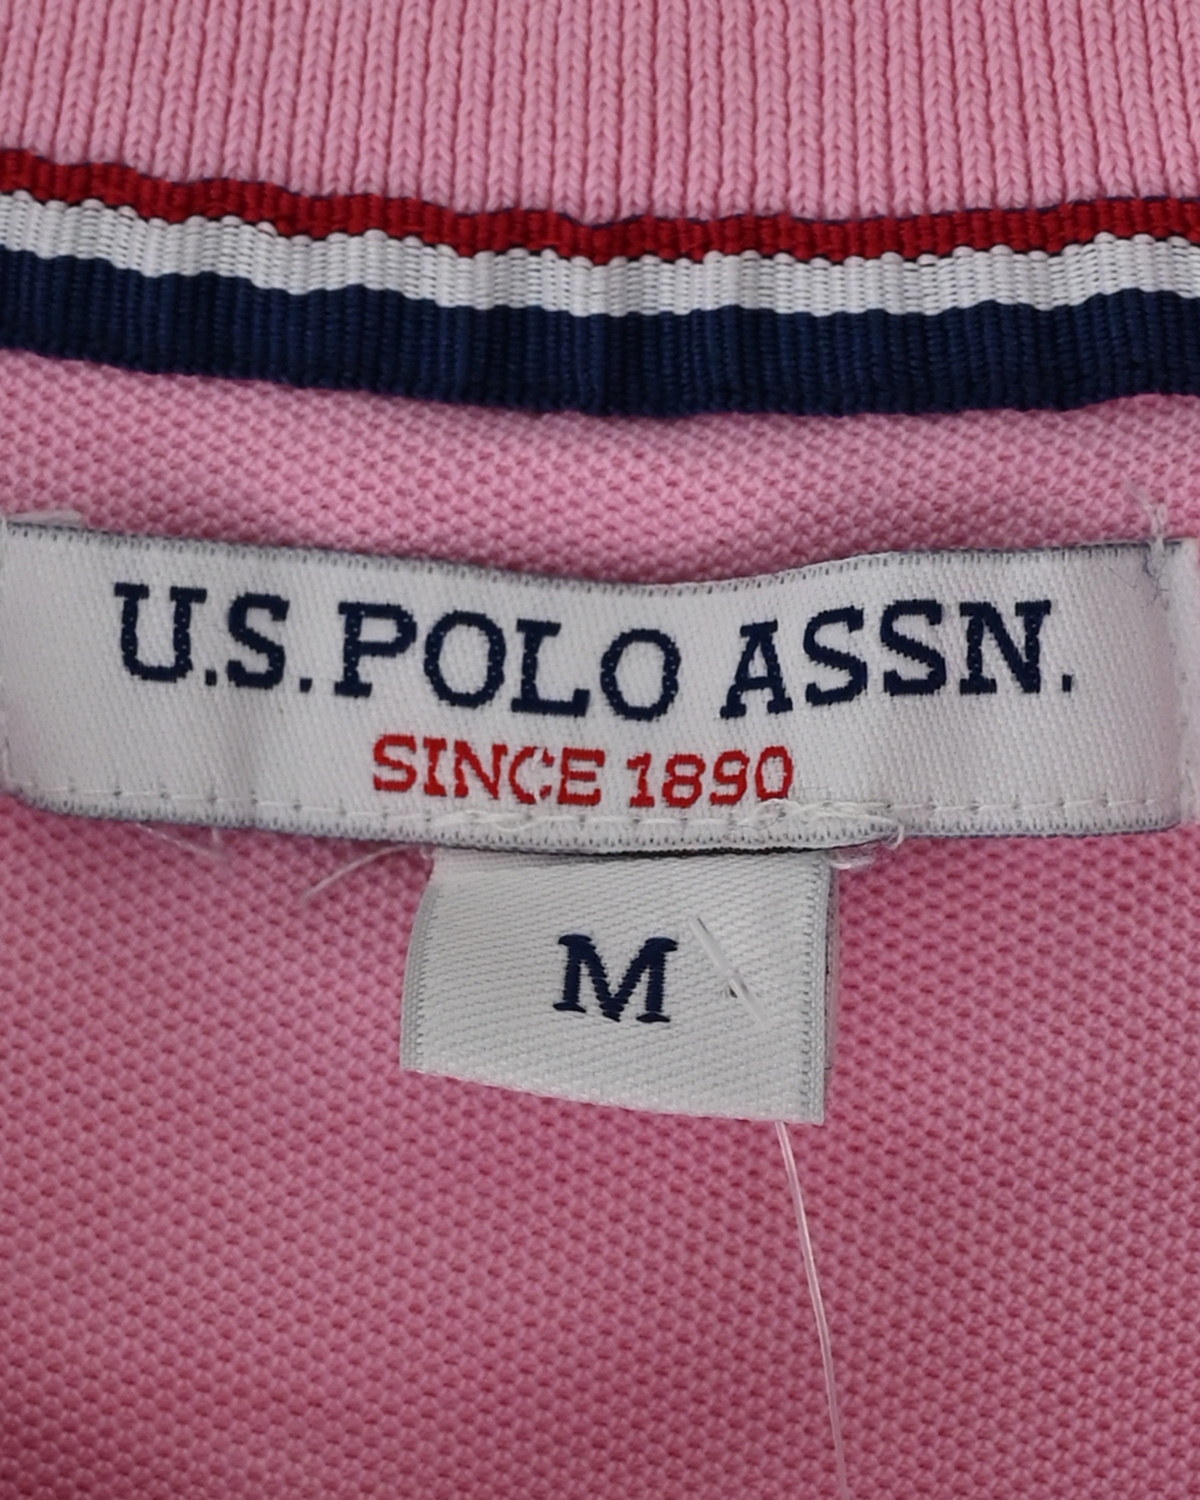 U.S. POLO ASSN.
SINCE 1890
M